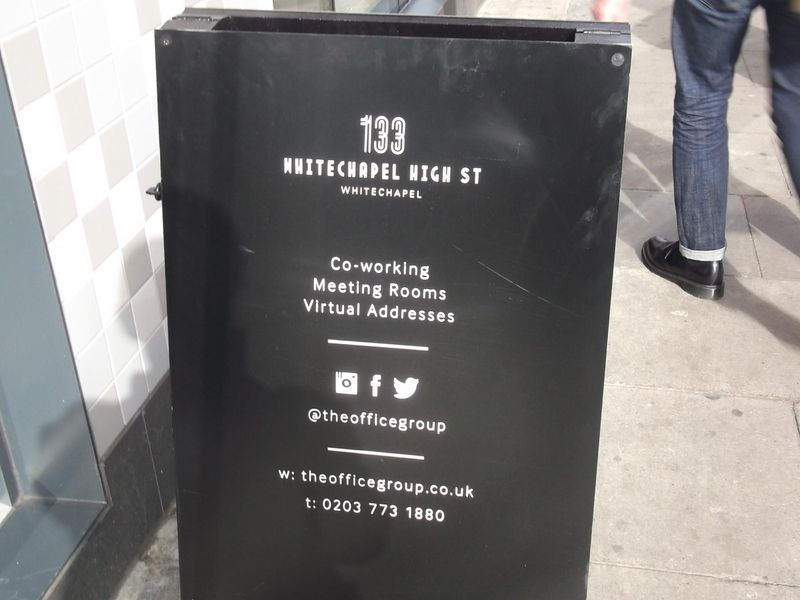 133
WHITECHAPEL HIGH ST
WHITECHAPEL
Co-working
Meeting Rooms
Virtual Addresses
@theofficegroup
w: theofficegroup.co.uk
t: 0203 773 1880